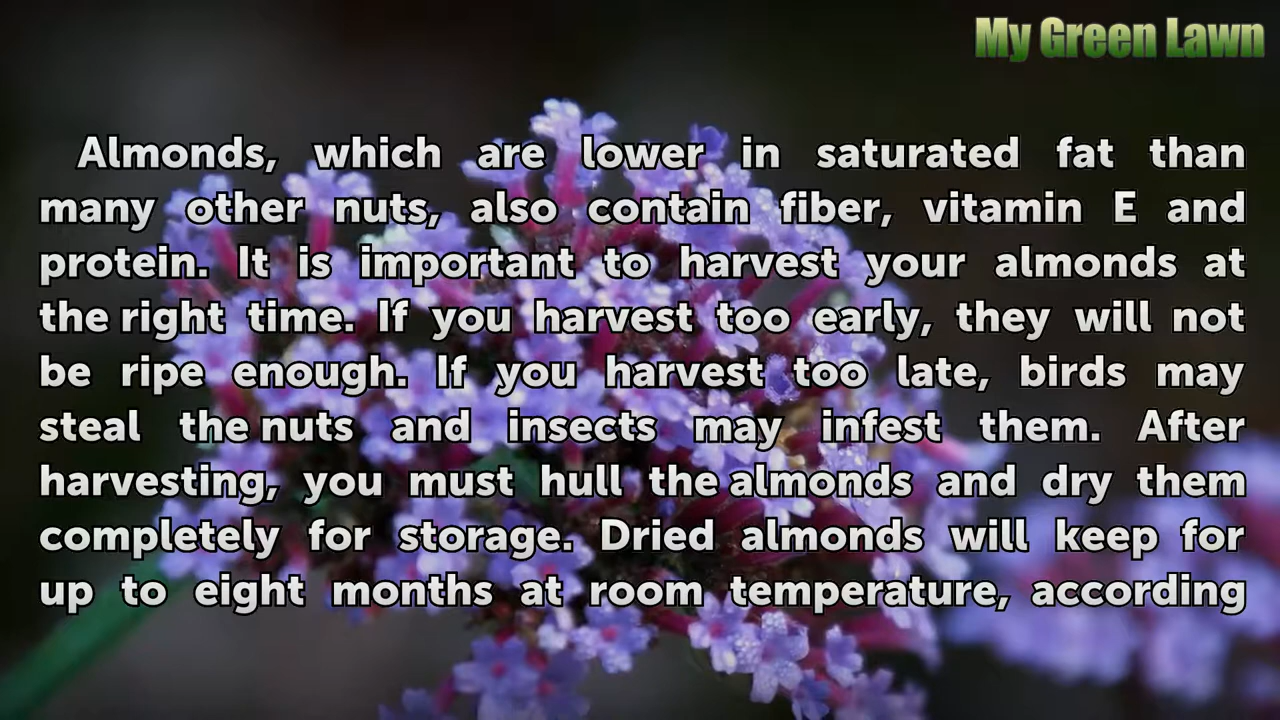 My Green Lawn
Almonds, which are lower in saturated fat than
many other nuts, also contain fiber, vitamin E and
protein. It is important to harvest your almonds at
the right time. If you harvest too early, they will not
be ripe enough. If you harvest too late, birds may
steal the nuts and insects may infest them. After
harvesting, you must hull the almonds and dry them
completely for storage. Dried almonds will keep for
up to eight months at room temperature, according